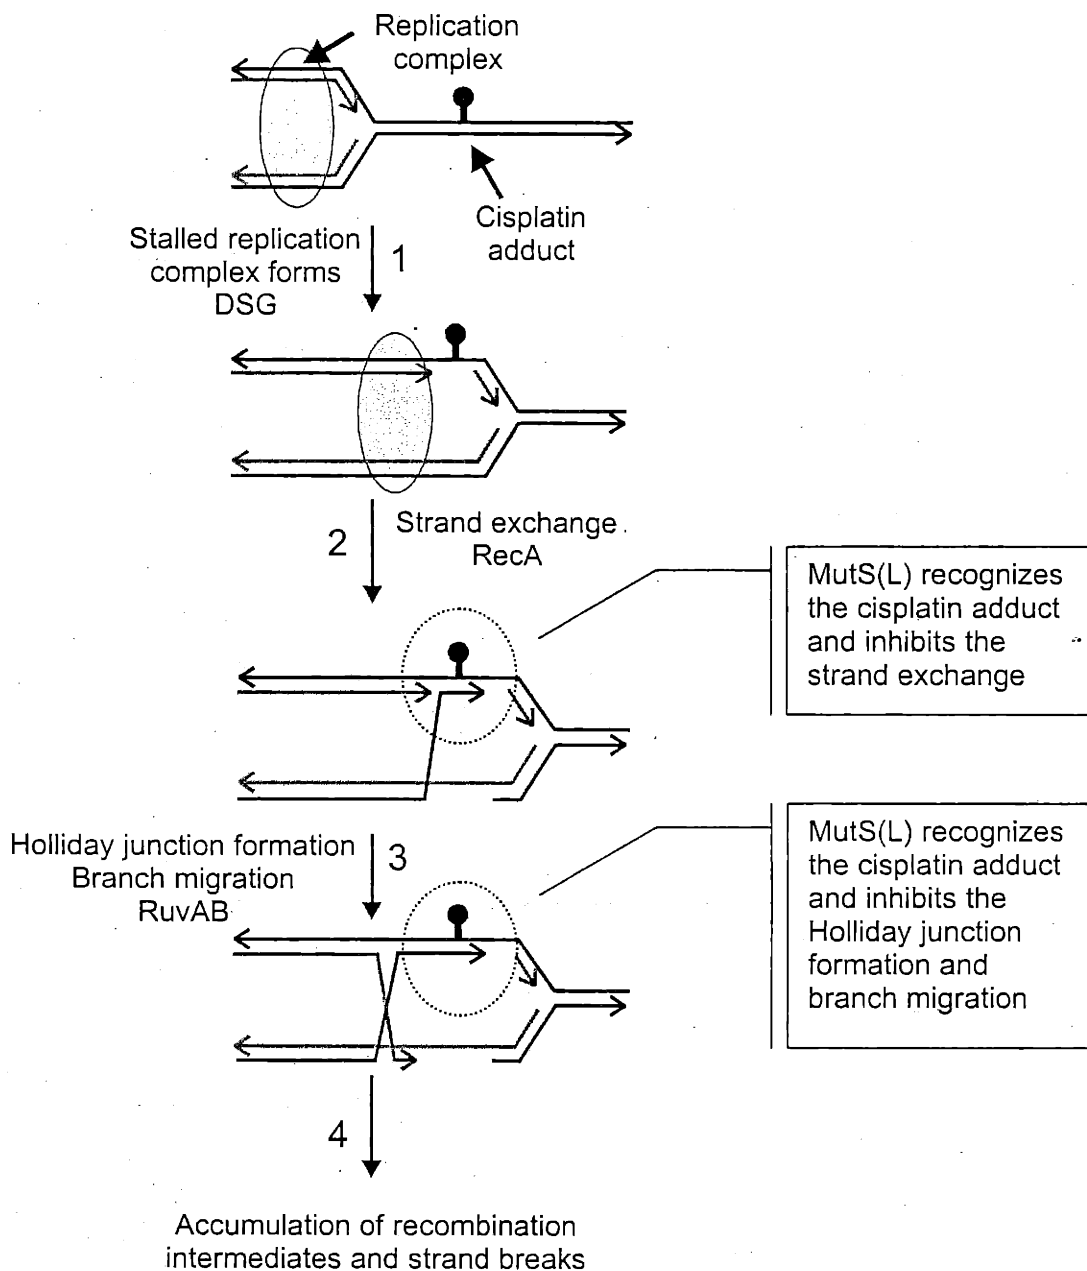 Replication
complex
Cisplatin
adduct
Stalled replication
complex forms
DSG
1
2
Strand exchange.
RecA
MutS(L) recognizes
the cisplatin adduct
and inhibits the
strand exchange
Holliday junction formation
Branch migration
RuvAB
3
MutS(L) recognizes
the cisplatin adduct
and inhibits the
Holliday junction
formation and
branch migration
4
Accumulation of recombination
intermediates and strand breaks